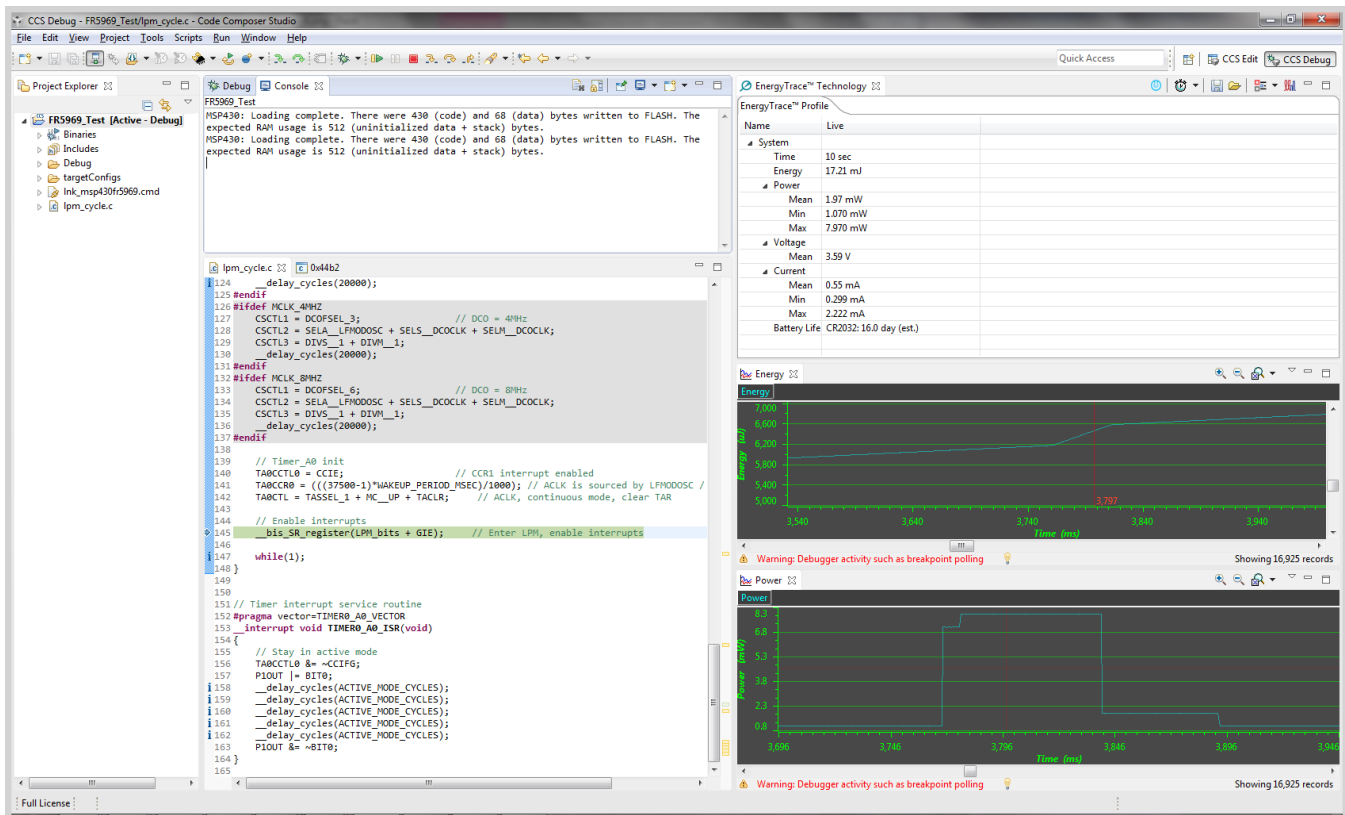 CCS Debug - FR5969_Test/lpm_cycle.c - Code Composer Studio
File Edit View Project Tools Scripts Run Window Help
Quick Access CCS Edit CCS Debug
Project Explorer
FR5969_Test [Active - Debug]
Binaries
Includes
Debug
targetConfigs
lnk_msp430fr5969.cmd
lpm_cycle.c
Debug Console
FR5969_Test
MSP430: Loading complete. There were 430 (code) and 68 (data) bytes written to FLASH. The
expected RAM usage is 512 (uninitialized data + stack) bytes.
MSP430: Loading complete. There were 430 (code) and 68 (data) bytes written to FLASH. The
expected RAM usage is 512 (uninitialized data + stack) bytes.
lpm_cycle.c 0x44b2
124 __delay_cycles(20000);
125 #endif
126 #ifdef MCLK_4MHZ
127 CSCTL1 = DCOFSEL_3; // DCO = 4MHz
128 CSCTL2 = SELA__LFMODOSC + SELS__DCOCLK + SELM__DCOCLK;
129 CSCTL3 = DIVS__1 + DIVM__1;
130 __delay_cycles(20000);
131 #endif
132 #ifdef MCLK_8MHZ
133 CSCTL1 = DCOFSEL_6; // DCO = 8MHz
134 CSCTL2 = SELA__LFMODOSC + SELS__DCOCLK + SELM__DCOCLK;
135 CSCTL3 = DIVS__1 + DIVM__1;
136 __delay_cycles(20000);
137 #endif
138
139 // Timer_A0 init
140 TA0CCTL0 = CCIE; // CCR1 interrupt enabled
141 TA0CCR0 = (((37500-1)*WAKEUP_PERIOD_MSEC)/1000); // ACLK is sourced by LFMODOSC /
142 TA0CTL = TASSEL_1 + MC__UP + TACLR; // ACLK, continuous mode, clear TAR
143
144 // Enable interrupts
145 __bis_SR_register(LPM_bits + GIE); // Enter LPM, enable interrupts
146
147 while(1);
148 }
149
150
151 // Timer interrupt service routine
152 #pragma vector=TIMER0_A0_VECTOR
153 __interrupt void TIMER0_A0_ISR(void)
154 {
155 // Stay in active mode
156 TA0CCTL0 &= ~CCIFG;
157 P1OUT |= BIT0;
158 __delay_cycles(ACTIVE_MODE_CYCLES);
159 __delay_cycles(ACTIVE_MODE_CYCLES);
160 __delay_cycles(ACTIVE_MODE_CYCLES);
161 __delay_cycles(ACTIVE_MODE_CYCLES);
162 __delay_cycles(ACTIVE_MODE_CYCLES);
163 P1OUT &= ~BIT0;
164 }
165
EnergyTrace™ Technology
EnergyTrace™ Profile
Name Live
System
Time 10 sec
Energy 17.21 mJ
Power
Mean 1.97 mW
Min 1.070 mW
Max 7.970 mW
Voltage
Mean 3.59 V
Current
Mean 0.55 mA
Min 0.299 mA
Max 2.222 mA
Battery Life CR2032: 16.0 day (est.)
Energy
Energy
Energy (uJ)
7,000
6,600
6,200
5,800
5,400
5,000
3,797
3,540 3,640 3,740 3,840 3,940
Time (ms)
Warning: Debugger activity such as breakpoint polling Showing 16,925 records
Power
Power
Power (mW)
8.3
6.8
5.3
3.8
2.3
0.8
3,696 3,746 3,796 3,846 3,896 3,946
Time (ms)
Warning: Debugger activity such as breakpoint polling Showing 16,925 records
Full License